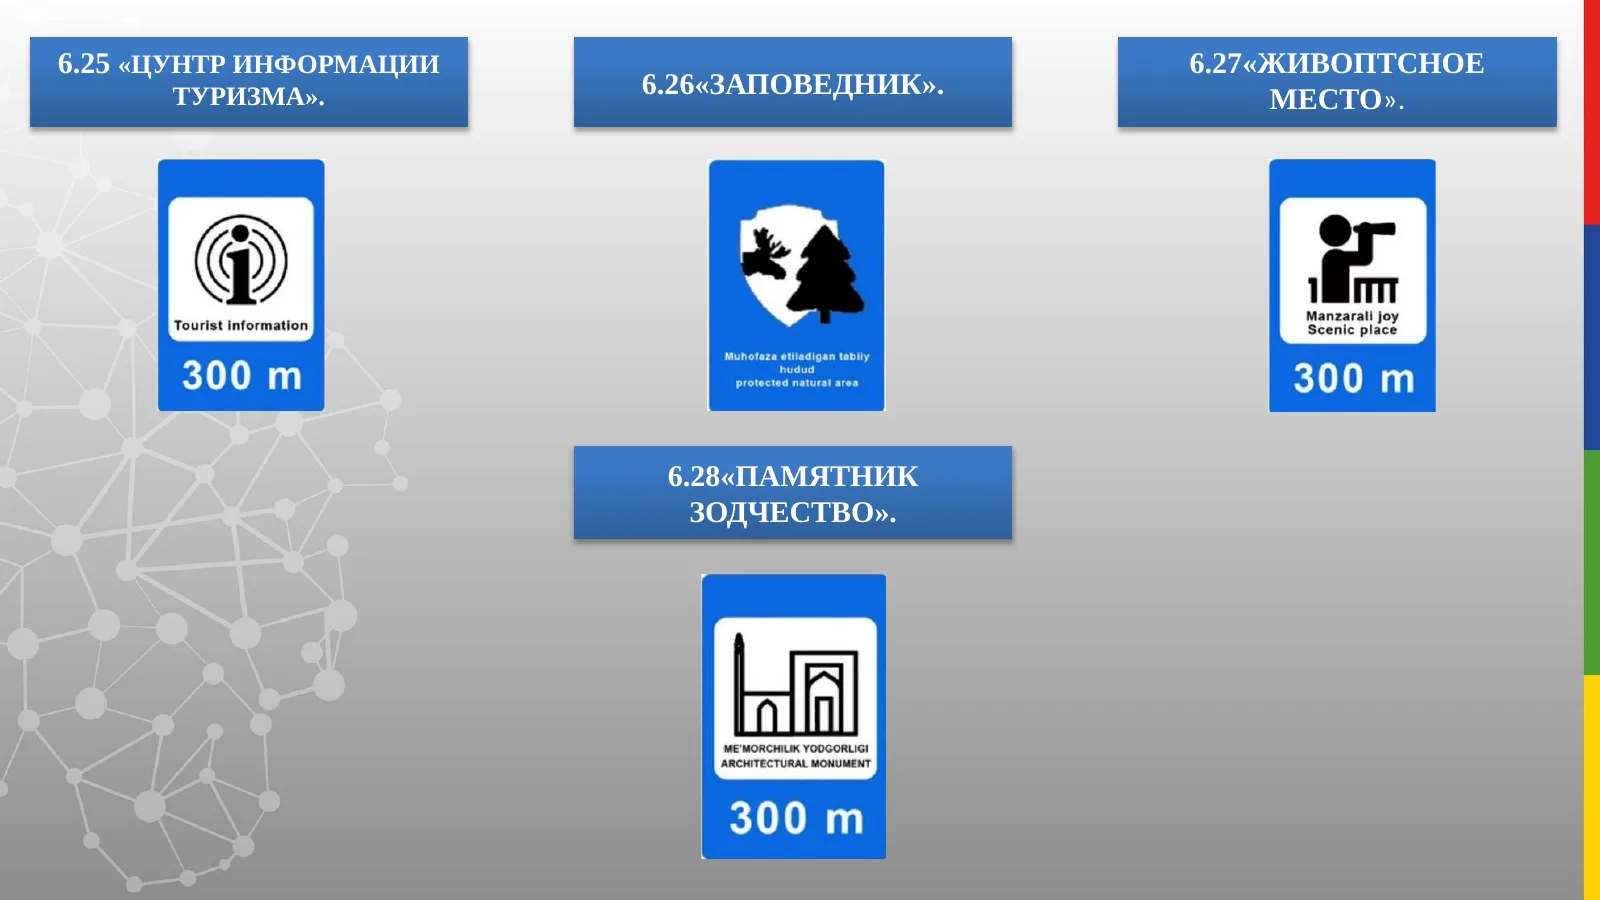 6.25 «ЦУНТР ИНФОРМАЦИИ
ТУРИЗМА».
6.26«ЗАПОВЕДНИК».
6.27«ЖИВОПТСНОЕ
МЕСТО».
Tourist information
300 m
Muhofaza etiladigan tabiiy
hudud
protected natural area
Manzarali joy
Scenic place
300 m
6.28«ПАМЯТНИК
ЗОДЧЕСТВО».
ME'MORCHILIK YODGORLIGI
ARCHITECTURAL MONUMENT
300 m